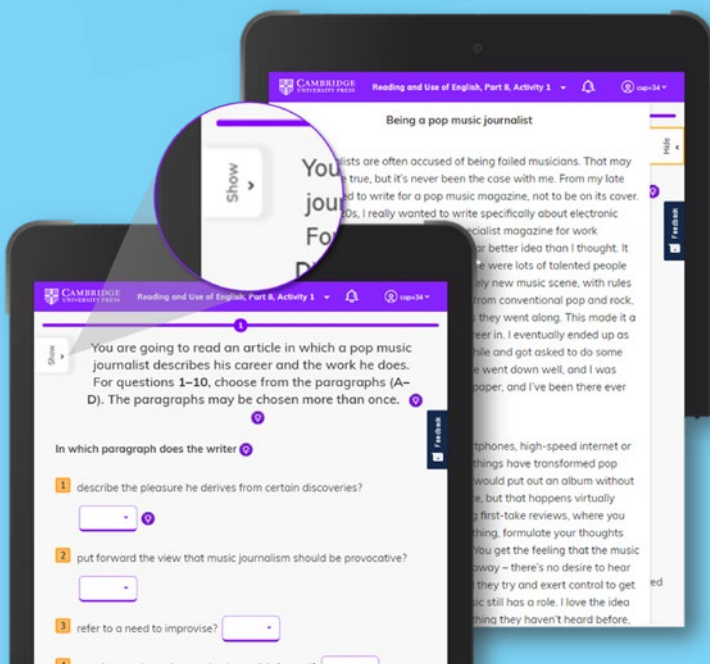 CAMBRIDGE
UNIVERSITY PRESS
Reading and Use of English, Part 8, Activity 1
cup+34
Being a pop music journalist
Hide
alists are often accused of being failed musicians. That may
e true, but it's never been the case with me. From my late
ed to write for a pop music magazine, not to be on its cover.
20s, I really wanted to write specifically about electronic
ecialist magazine for work
ar better idea than I thought. It
e were lots of talented people
ely new music scene, with rules
from conventional pop and rock,
s they went along. This made it a
reer in. I eventually ended up as
hile and got asked to do some
e went down well, and I was
paper, and I've been there ever
Feedback
rtphones, high-speed internet or
things have transformed pop
would put out an album without
e, but that happens virtually
g first-take reviews, where you
thing, formulate your thoughts
You get the feeling that the music
away – there's no desire to hear
they try and exert control to get
ic still has a role. I love the idea
thing they haven't heard before,
ed
Show
You
jour
Fo
CAMBRIDGE
UNIVERSITY PRESS
Reading and Use of English, Part 8, Activity 1
cup+34
1
Show
You are going to read an article in which a pop music
journalist describes his career and the work he does.
For questions 1–10, choose from the paragraphs (A–
D). The paragraphs may be chosen more than once.
Feedback
In which paragraph does the writer
1 describe the pleasure he derives from certain discoveries?
2 put forward the view that music journalism should be provocative?
3 refer to a need to improvise?